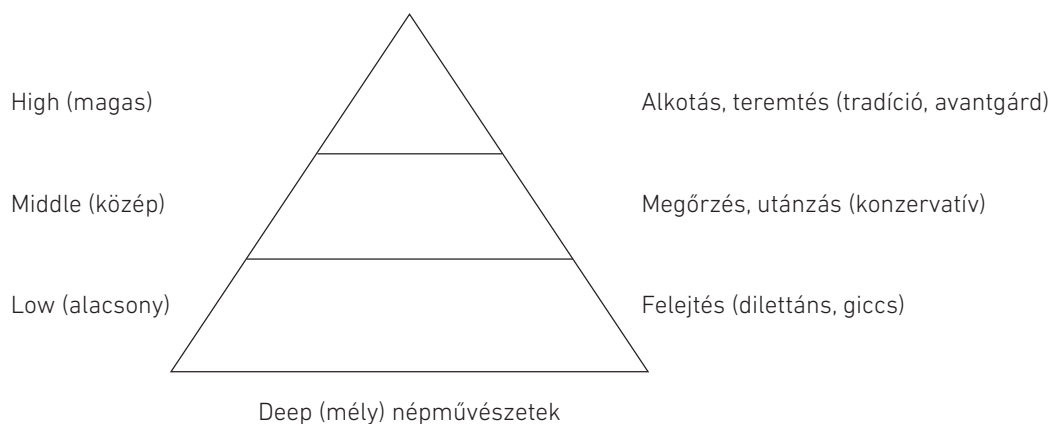 High (magas)
Alkotás, teremtés (tradíció, avantgárd)
Middle (közép)
Megőrzés, utánzás (konzervatív)
Low (alacsony)
Felejtés (dilettáns, giccs)
Deep (mély) népművészetek